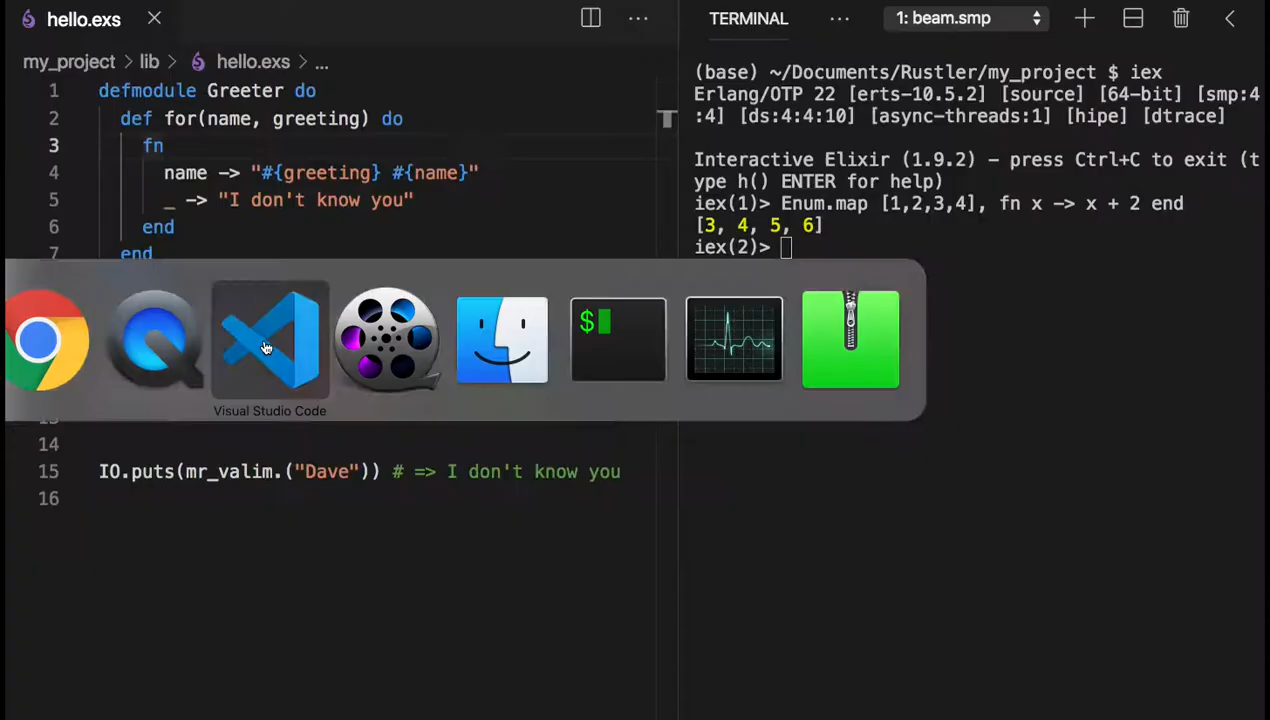 hello.exs
TERMINAL
1: beam.smp
my_project > lib > hello.exs > ...
1 defmodule Greeter do
2 def for(name, greeting) do
3 fn
4 name -> "#{greeting} #{name}"
5 _ -> "I don't know you"
6 end
7 end
14
15 IO.puts(mr_valim.("Dave")) # => I don't know you
16
(base) ~/Documents/Rustler/my_project $ iex
Erlang/OTP 22 [erts-10.5.2] [source] [64-bit] [smp:4
:4] [ds:4:4:10] [async-threads:1] [hipe] [dtrace]
Interactive Elixir (1.9.2) - press Ctrl+C to exit (t
ype h() ENTER for help)
iex(1)> Enum.map [1,2,3,4], fn x -> x + 2 end
[3, 4, 5, 6]
iex(2)>
$
Visual Studio Code